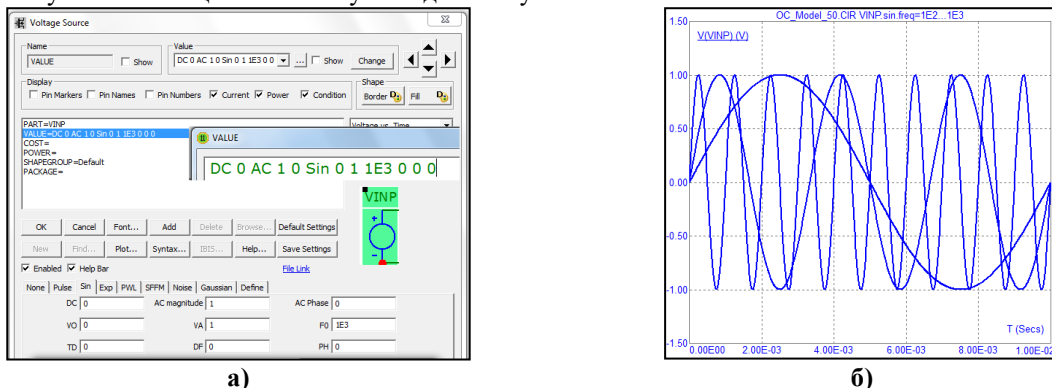 Voltage Source
Name
VALUE
Show
Value
DC 0 AC 1 0 Sin 0 1 1E3 0 0
...
Show
Change
Display
Pin Markers Pin Names Pin Numbers Current Power Condition
Shape
Border Fill
PART=VINP
VALUE=DC 0 AC 1 0 Sin 0 1 1E3 0 0 0
COST=
POWER=
SHAPEGROUP=Default
PACKAGE=
Voltage vs. Time
VALUE
DC 0 AC 1 0 Sin 0 1 1E3 0 0 0
VINP
+
-
OK Cancel Font... Add Delete Browse... Default Settings
New Find... Plot... Syntax... IBIS... Help... Save Settings
Enabled Help Bar
File Link
None Pulse Sin Exp PWL SFFM Noise Gaussian Define
DC 0 AC magnitude 1 AC Phase 0
VO 0 VA 1 F0 1E3
TD 0 DF 0 PH 0
а)
OC_Model_50.CIR VINP.sin.freq=1E2...1E3
1.50
V(VINP) (V)
1.00
0.50
0.00
-0.50
-1.00
-1.50
T (Secs)
0.00E00 2.00E-03 4.00E-03 6.00E-03 8.00E-03 1.00E-02
б)